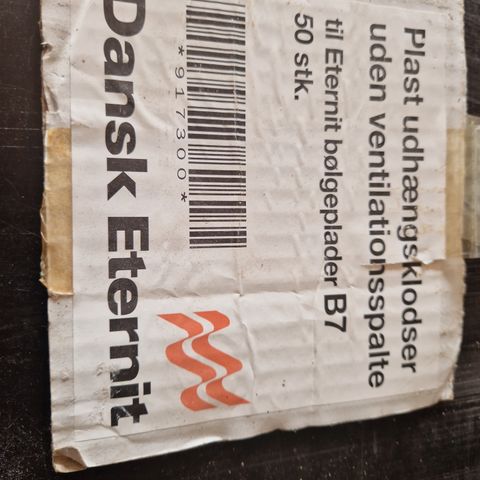 Plast udhængsklodser
uden ventilationsspalte
til Eternit bølgeplader B7
50 stk.
*917300*
Dansk Eternit